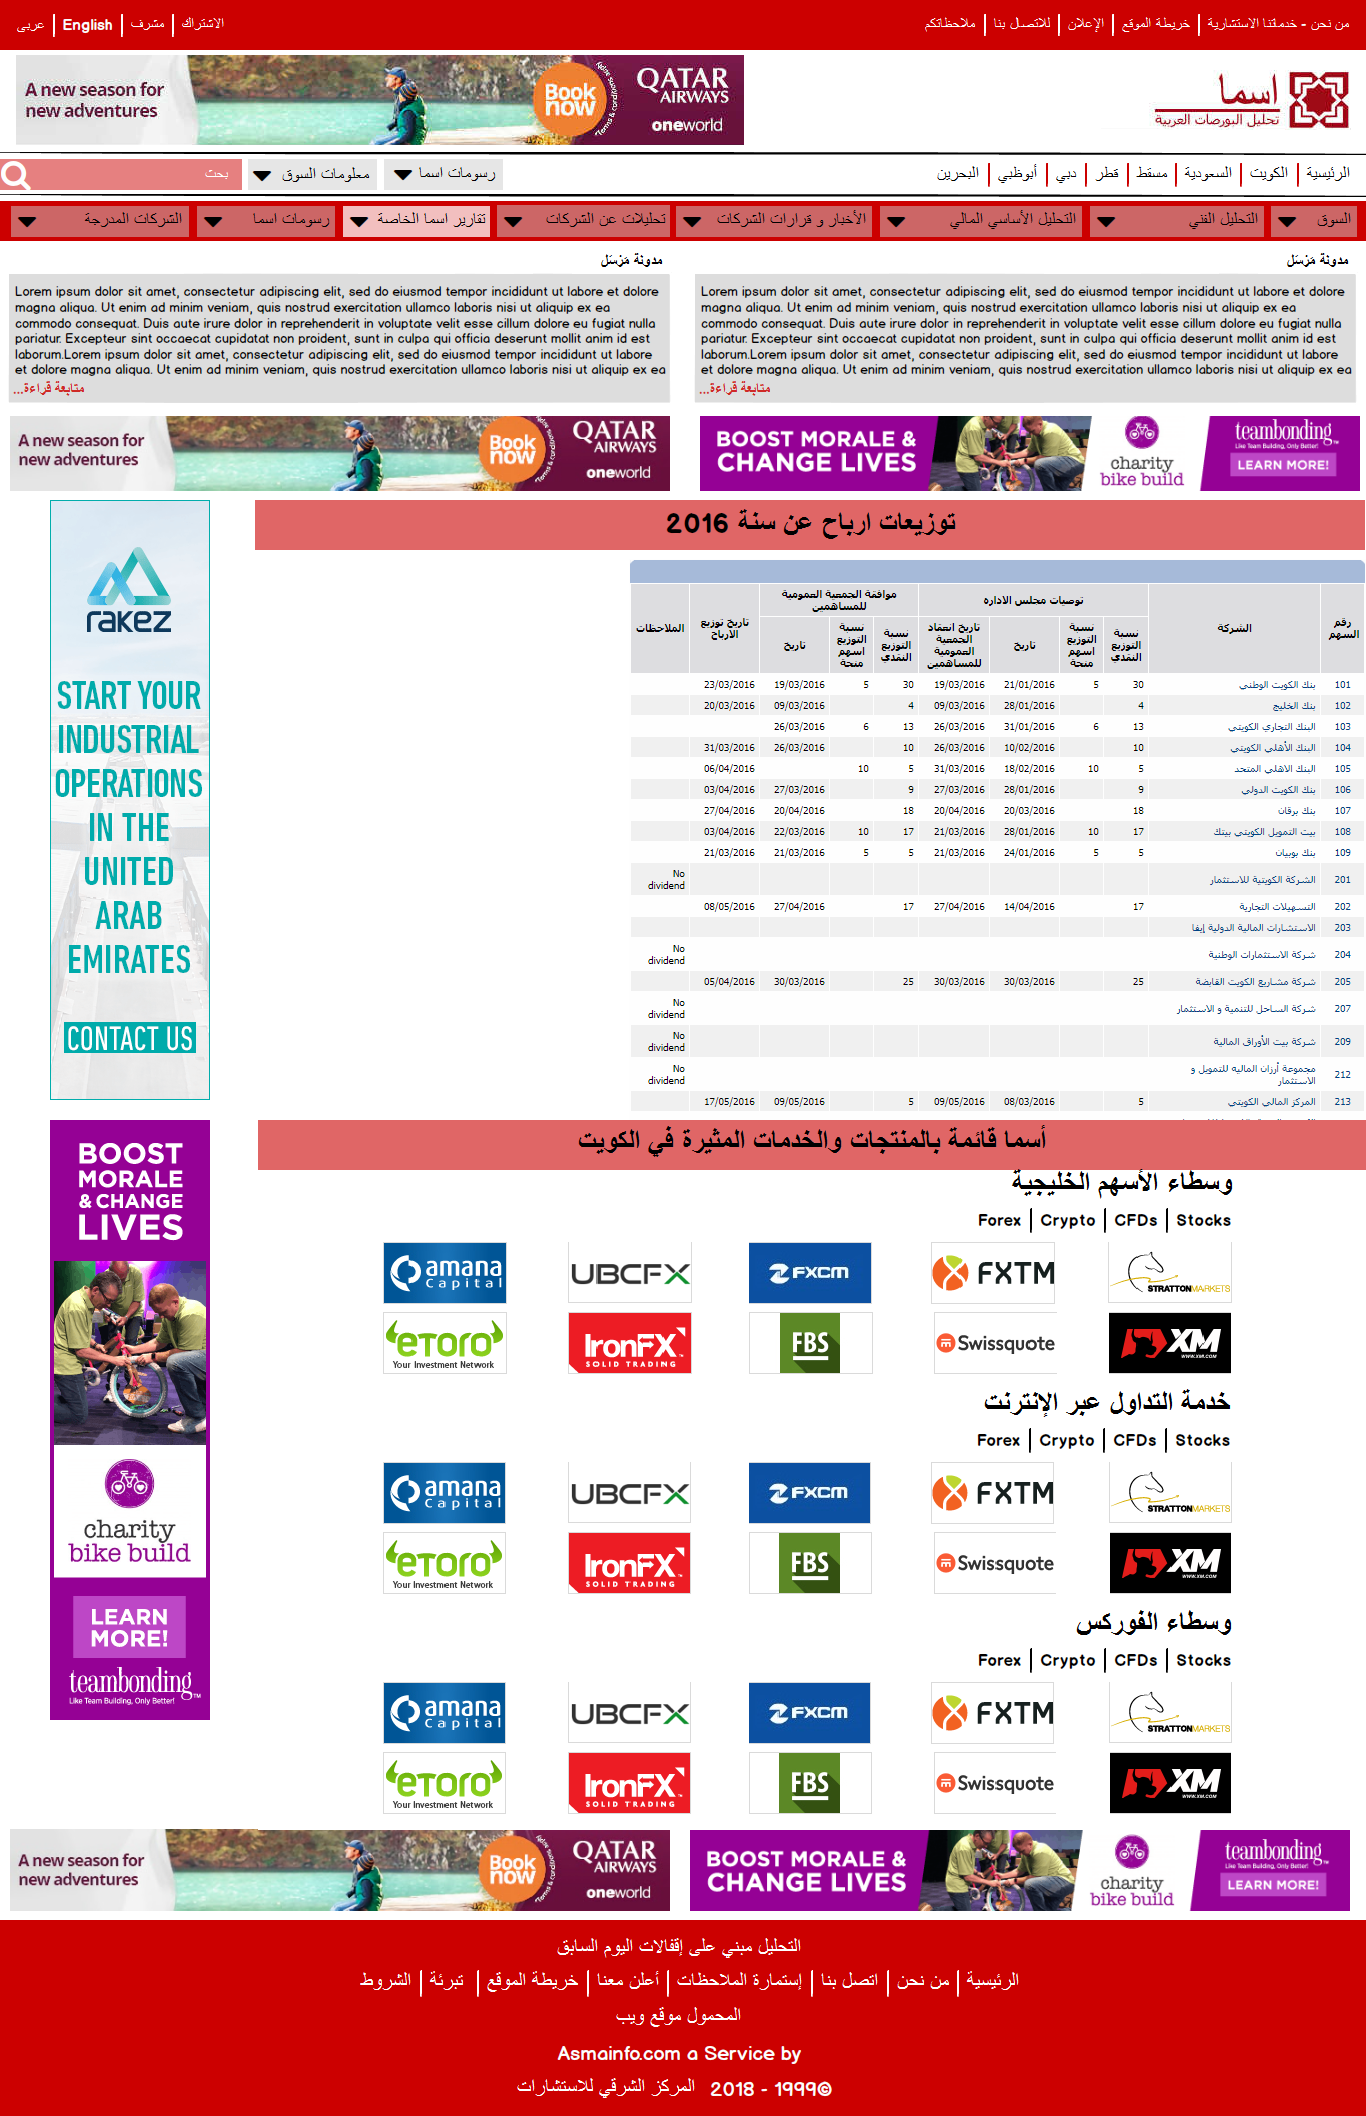 من نحن - خدماتنا الاستشارية | خريطة الموقع | الإعلان | للاتصال بنا | ملاحظاتكم
الاشتراك | مشرف | English | عربى
A new season for
new adventures
Book
now
Terms & conditions apply
QATAR
AIRWAYS
oneworld
اسما
تحليل البورصات العربية
الرئيسية | الكويت | السعودية | مسقط | قطر | دبي | أبوظبي | البحرين
رسومات اسما
معلومات السوق
بحث
السوق
التحليل الفني
التحليل الأساسي المالي
الأخبار و قرارات الشركات
تحليلات عن الشركات
تقارير اسما الخاصة
رسومات اسما
الشركات المدرجة
مدونة مَرْسَل
Lorem ipsum dolor sit amet, consectetur adipiscing elit, sed do eiusmod tempor incididunt ut labore et dolore
magna aliqua. Ut enim ad minim veniam, quis nostrud exercitation ullamco laboris nisi ut aliquip ex ea
commodo consequat. Duis aute irure dolor in reprehenderit in voluptate velit esse cillum dolore eu fugiat nulla
pariatur. Excepteur sint occaecat cupidatat non proident, sunt in culpa qui officia deserunt mollit anim id est
laborum.Lorem ipsum dolor sit amet, consectetur adipiscing elit, sed do eiusmod tempor incididunt ut labore
et dolore magna aliqua. Ut enim ad minim veniam, quis nostrud exercitation ullamco laboris nisi ut aliquip ex ea
متابعة قراءة...
مدونة مَرْسَل
Lorem ipsum dolor sit amet, consectetur adipiscing elit, sed do eiusmod tempor incididunt ut labore et dolore
magna aliqua. Ut enim ad minim veniam, quis nostrud exercitation ullamco laboris nisi ut aliquip ex ea
commodo consequat. Duis aute irure dolor in reprehenderit in voluptate velit esse cillum dolore eu fugiat nulla
pariatur. Excepteur sint occaecat cupidatat non proident, sunt in culpa qui officia deserunt mollit anim id est
laborum.Lorem ipsum dolor sit amet, consectetur adipiscing elit, sed do eiusmod tempor incididunt ut labore
et dolore magna aliqua. Ut enim ad minim veniam, quis nostrud exercitation ullamco laboris nisi ut aliquip ex ea
متابعة قراءة...
BOOST MORALE &
CHANGE LIVES
charity
bike build
teambonding
Like Team Building, Only Better!
LEARN MORE!
A new season for
new adventures
Book
now
QATAR
AIRWAYS
oneworld
توزيعات ارباح عن سنة 2016
رقم السهم | الشركة | توصيات مجلس الاداره | موافقة الجمعية العمومية للمساهمين | تاريخ توزيع الارباح | الملاحظات
نسبة التوزيع النقدي | نسبة التوزيع اسهم منحة | تاريخ | تاريخ انعقاد الجمعية العمومية للمساهمين | نسبة التوزيع النقدي | نسبة التوزيع اسهم منحة | تاريخ
101 بنك الكويت الوطني 30 5 21/01/2016 19/03/2016 30 5 19/03/2016 23/03/2016
102 بنك الخليج 4 28/01/2016 09/03/2016 4 09/03/2016 20/03/2016
103 البنك التجاري الكويتي 13 6 31/01/2016 26/03/2016 13 6 26/03/2016
104 البنك الأهلي الكويتي 10 10/02/2016 26/03/2016 10 26/03/2016 31/03/2016
105 البنك الاهلي المتحد 5 10 18/02/2016 31/03/2016 5 10 06/04/2016
106 بنك الكويت الدولي 9 28/01/2016 27/03/2016 9 27/03/2016 03/04/2016
107 بنك برقان 18 20/03/2016 20/04/2016 18 20/04/2016 27/04/2016
108 بيت التمويل الكويتي بيتك 17 10 28/01/2016 21/03/2016 17 10 22/03/2016 03/04/2016
109 بنك بوبيان 5 5 24/01/2016 21/03/2016 5 5 21/03/2016 21/03/2016
201 الشركة الكويتية للاستثمار No dividend
202 التسهيلات التجارية 17 14/04/2016 27/04/2016 17 27/04/2016 08/05/2016
203 الاستشارات المالية الدولية إيفا
204 شركة الاستثمارات الوطنية No dividend
205 شركة مشاريع الكويت القابضة 25 30/03/2016 30/03/2016 25 30/03/2016 05/04/2016
207 شركة الساحل للتنمية و الاستثمار No dividend
209 شركة بيت الأوراق المالية No dividend
212 مجموعة أرزان الماليه للتمويل و الاستثمار No dividend
213 المركز المالى الكويتي 5 08/03/2016 09/05/2016 5 09/05/2016 17/05/2016
rakez
START YOUR
INDUSTRIAL
OPERATIONS
IN THE
UNITED
ARAB
EMIRATES
CONTACT US
أسما قائمة بالمنتجات والخدمات المثيرة في الكويت
وسطاء الأسهم الخليجية
Forex | Crypto | CFDs | Stocks
amana capital UBCFX FXCM FXTM STRATTONMARKETS
eToro Your Investment Network IronFX SOLID TRADING FBS Swissquote XM WWW.XM.COM
خدمة التداول عبر الإنترنت
Forex | Crypto | CFDs | Stocks
amana capital UBCFX FXCM FXTM STRATTONMARKETS
eToro Your Investment Network IronFX SOLID TRADING FBS Swissquote XM WWW.XM.COM
وسطاء الفوركس
Forex | Crypto | CFDs | Stocks
amana capital UBCFX FXCM FXTM STRATTONMARKETS
eToro Your Investment Network IronFX SOLID TRADING FBS Swissquote XM WWW.XM.COM
BOOST
MORALE
& CHANGE
LIVES
charity
bike build
LEARN
MORE!
teambonding
Like Team Building, Only Better!
A new season for
new adventures
Book
now
QATAR
AIRWAYS
oneworld
BOOST MORALE &
CHANGE LIVES
charity
bike build
teambonding
Like Team Building, Only Better!
LEARN MORE!
التحليل مبني على إقفالات اليوم السابق
الرئيسية | من نحن | اتصل بنا | إستمارة الملاحظات | أعلن معنا | خريطة الموقع | تبرئة | الشروط
المحمول موقع ويب
Asmainfo.com a Service by
المركز الشرقي للاستشارات 2018 - 1999©